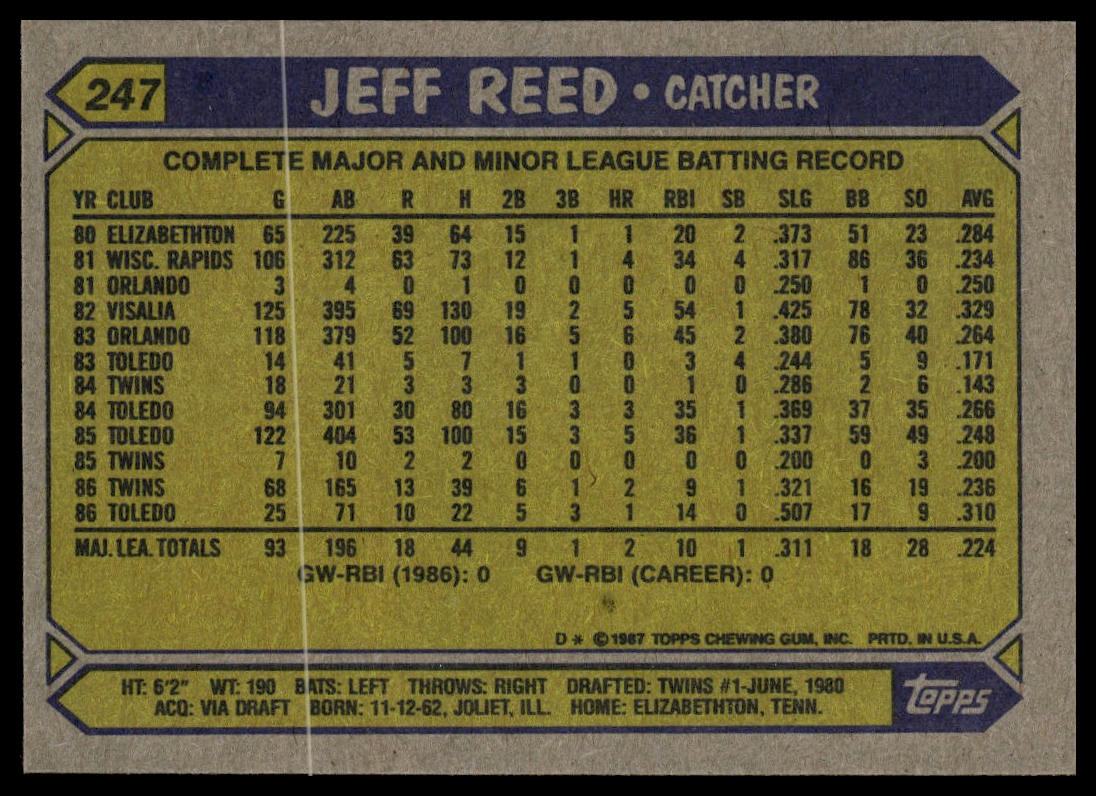 247 JEFF REED • CATCHER
COMPLETE MAJOR AND MINOR LEAGUE BATTING RECORD
YR CLUB G AB R H 2B 3B HR RBI SB SLG BB SO AVG
80 ELIZABETHTON 65 225 39 64 15 1 1 20 2 .373 51 23 .284
81 WISC. RAPIDS 106 312 63 73 12 1 4 34 4 .317 86 36 .234
81 ORLANDO 3 4 0 1 0 0 0 0 0 .250 1 0 .250
82 VISALIA 125 395 69 130 19 2 5 54 1 .425 78 32 .329
83 ORLANDO 118 379 52 100 16 5 6 45 2 .380 76 40 .264
83 TOLEDO 14 41 5 7 1 1 0 3 4 .244 5 9 .171
84 TWINS 18 21 3 3 3 0 0 1 0 .286 2 6 .143
84 TOLEDO 94 301 30 80 16 3 3 35 1 .369 37 35 .266
85 TOLEDO 122 404 53 100 15 3 5 36 1 .337 59 49 .248
85 TWINS 7 10 2 2 0 0 0 0 0 .200 0 3 .200
86 TWINS 68 165 13 39 6 1 2 9 1 .321 16 19 .236
86 TOLEDO 25 71 10 22 5 3 1 14 0 .507 17 9 .310
MAJ. LEA. TOTALS 93 196 18 44 9 1 2 10 1 .311 18 28 .224
GW-RBI (1986): 0 GW-RBI (CAREER): 0
D * © 1987 TOPPS CHEWING GUM, INC. PRTD. IN U.S.A.
HT: 6'2" WT: 190 BATS: LEFT THROWS: RIGHT DRAFTED: TWINS #1-JUNE, 1980
ACQ: VIA DRAFT BORN: 11-12-62, JOLIET, ILL. HOME: ELIZABETHTON, TENN.
topps